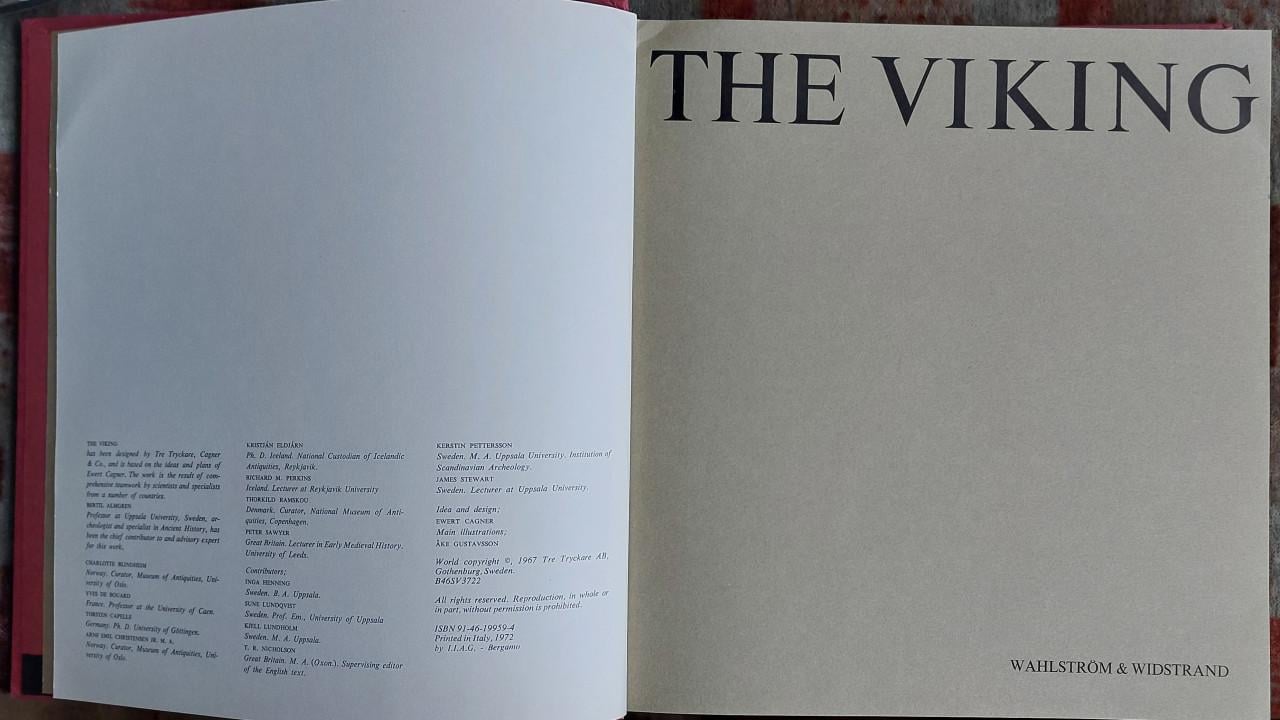 THE VIKING
has been designed by Tre Tryckare, Cagner
& Co., and is based on the ideas and plans of
Ewert Cagner. The work is the result of com-
prehensive teamwork by scientists and specialists
from a number of countries.
BERTIL ALMGREN
Professor at Uppsala University, Sweden, ar-
cheologist and specialist in Ancient History, has
been the chief contributor to and advisory expert
for this work.
CHARLOTTE BLINDHEIM
Norway. Curator, Museum of Antiquities, Uni-
versity of Oslo.
YVES DE BOUARD
France. Professor at the University of Caen.
TORSTEN CAPELLE
Germany. Ph. D. University of Göttingen.
ARNE EMIL CHRISTENSEN JR. M. A.
Norway. Curator, Museum of Antiquities, Uni-
versity of Oslo.
KRISTJÁN ELDJÁRN
Ph. D. Iceland. National Custodian of Icelandic
Antiquities, Reykjavik.
RICHARD M. PERKINS
Iceland. Lecturer at Reykjavik University
THORKILD RAMSKOU
Denmark. Curator, National Museum of Anti-
quities, Copenhagen.
PETER SAWYER
Great Britain. Lecturer in Early Medieval History.
University of Leeds.
Contributors;
INGA HENNING
Sweden. B. A. Uppsala.
SUNE LUNDQVIST
Sweden. Prof. Em., University of Uppsala
KJELL LUNDHOLM
Sweden. M. A. Uppsala.
T. R. NICHOLSON
Great Britain. M. A. (Oxon.). Supervising editor
of the English text.
KERSTIN PETTERSSON
Sweden. M. A. Uppsala University. Institution of
Scandinavian Archeology.
JAMES STEWART
Sweden. Lecturer at Uppsala University.
Idea and design;
EWERT CAGNER
Main illustrations;
ÅKE GUSTAVSSON
World copyright ©, 1967 Tre Tryckare AB,
Gothenburg, Sweden.
B46SV3722
All rights reserved. Reproduction, in whole or
in part, without permission is prohibited.
ISBN 91-46-19959-4
Printed in Italy, 1972
by I.I.A.G. - Bergamo
THE VIKING
WAHLSTRÖM & WIDSTRAND